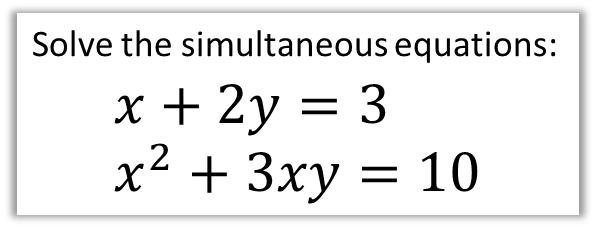 Solve the simultaneous equations:
x + 2y = 3
x² + 3xy = 10